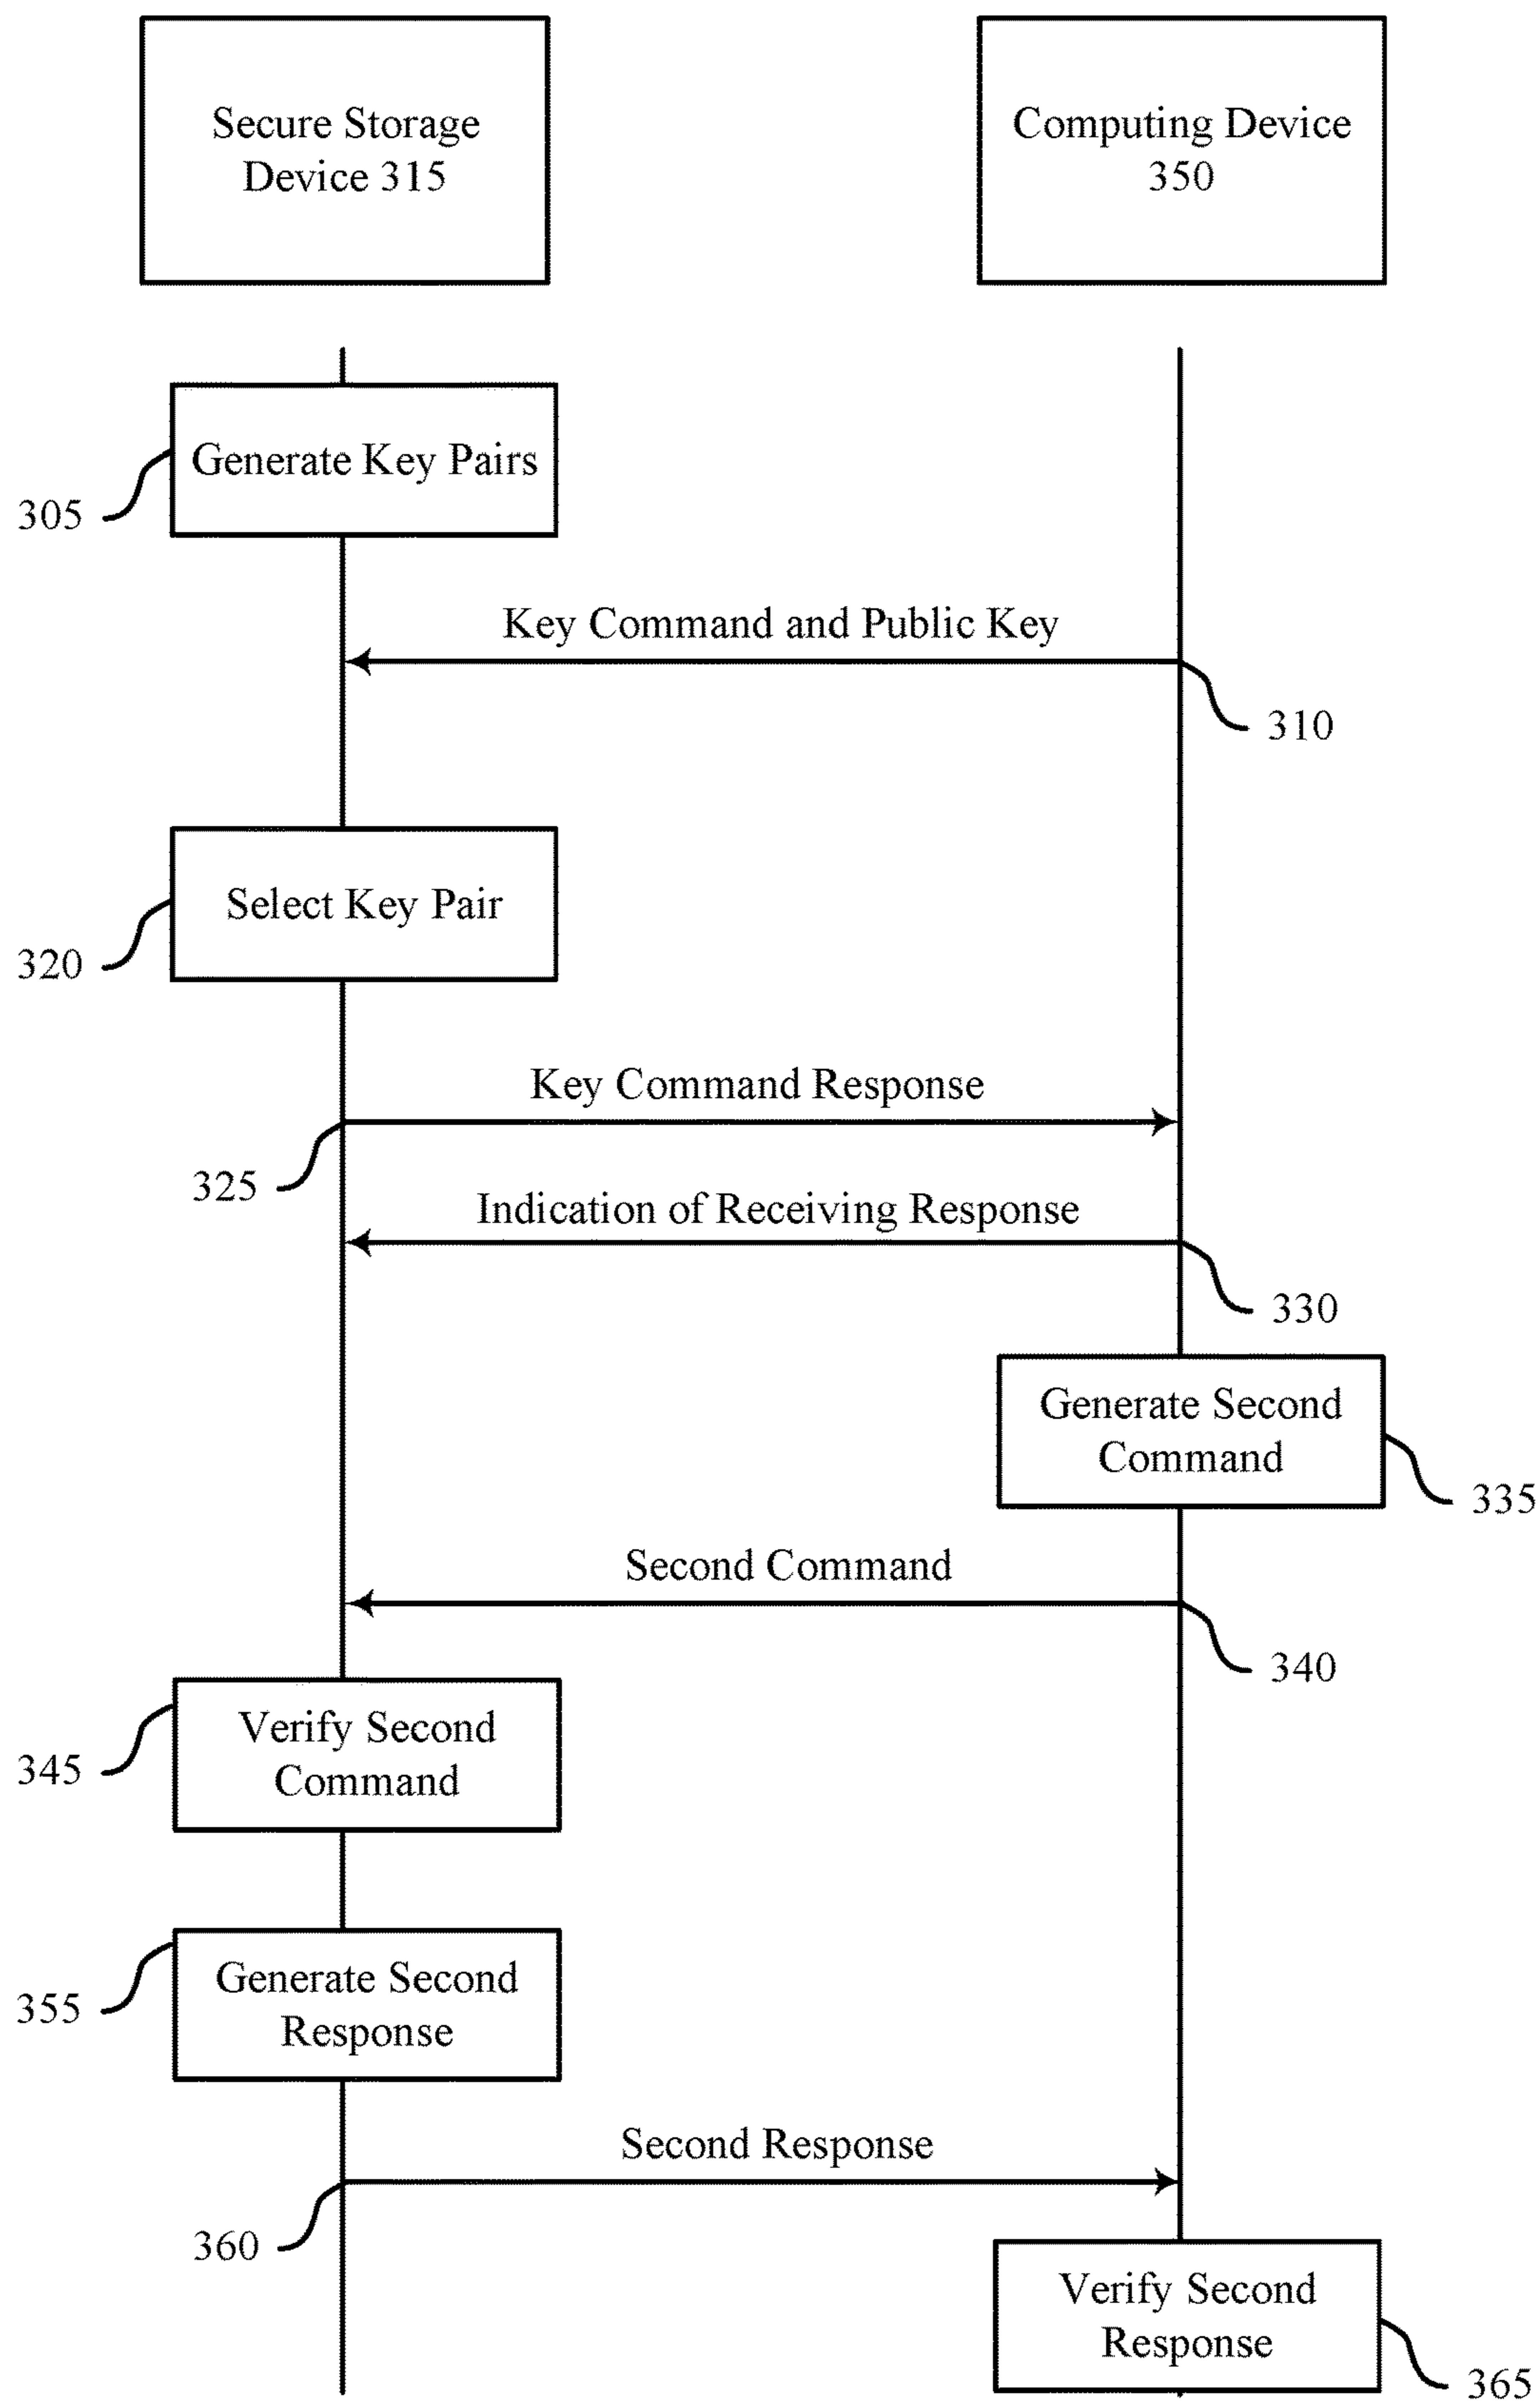 Secure Storage
Device 315
Computing Device
350
Generate Key Pairs
305
Key Command and Public Key
310
Select Key Pair
320
Key Command Response
325
Indication of Receiving Response
330
Generate Second
Command
335
Second Command
340
Verify Second
Command
345
Generate Second
Response
355
Second Response
360
Verify Second
Response
365